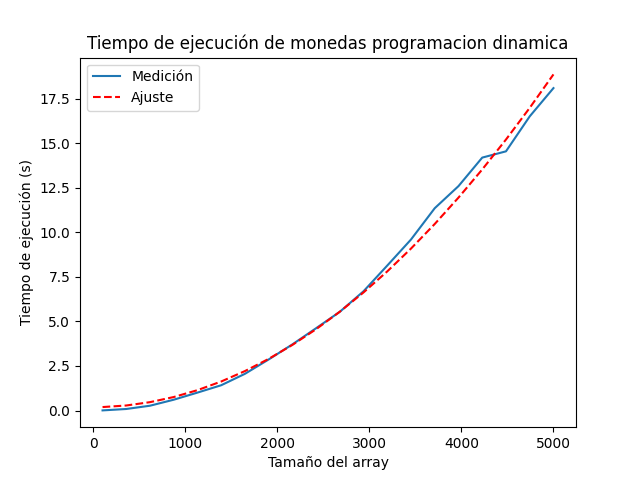 Tiempo de ejecución de monedas programacion dinamica
Medición
Ajuste
Tiempo de ejecución (s)
17.5
15.0
12.5
10.0
7.5
5.0
2.5
0.0
0 1000 2000 3000 4000 5000
Tamaño del array